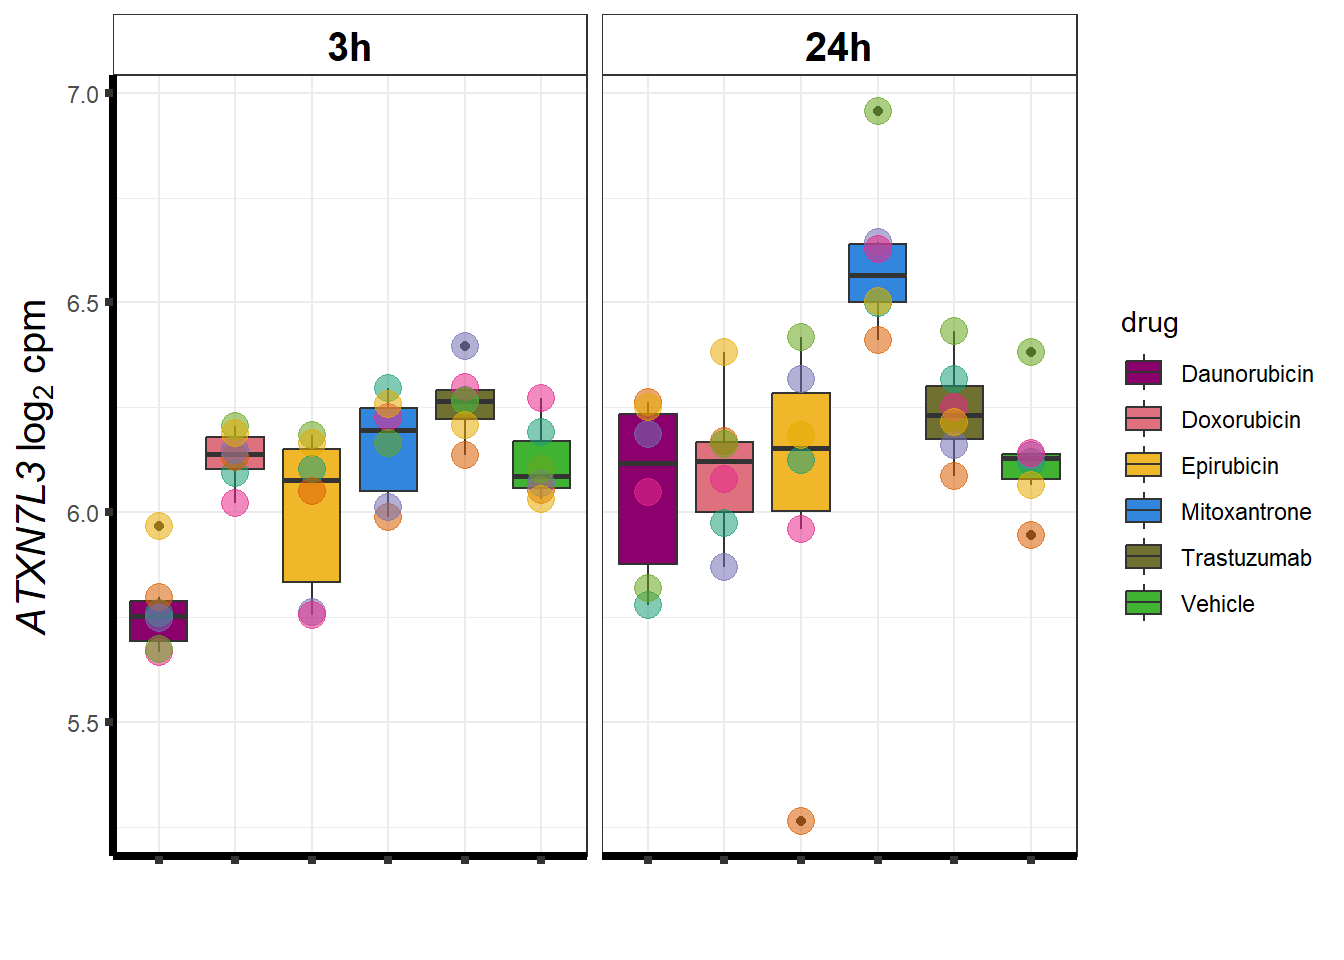 3h
24h
ATXN7L3 log₂ cpm
7.0
6.5
6.0
5.5
drug
Daunorubicin
Doxorubicin
Epirubicin
Mitoxantrone
Trastuzumab
Vehicle